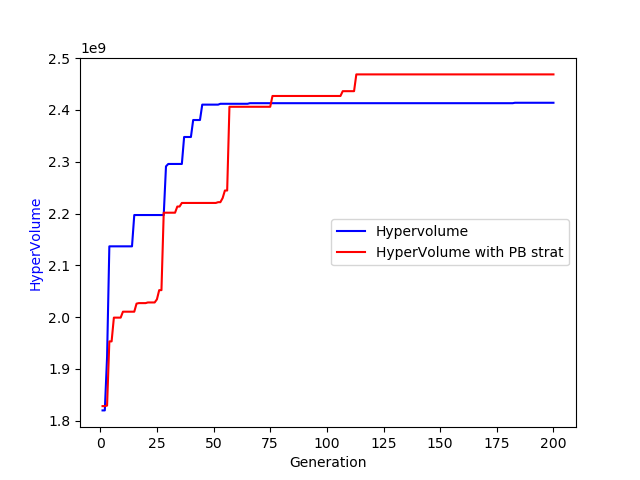 1e9
2.5
2.4
2.3
2.2
2.1
2.0
1.9
1.8
HyperVolume
Hypervolume
HyperVolume with PB strat
0 25 50 75 100 125 150 175 200
Generation